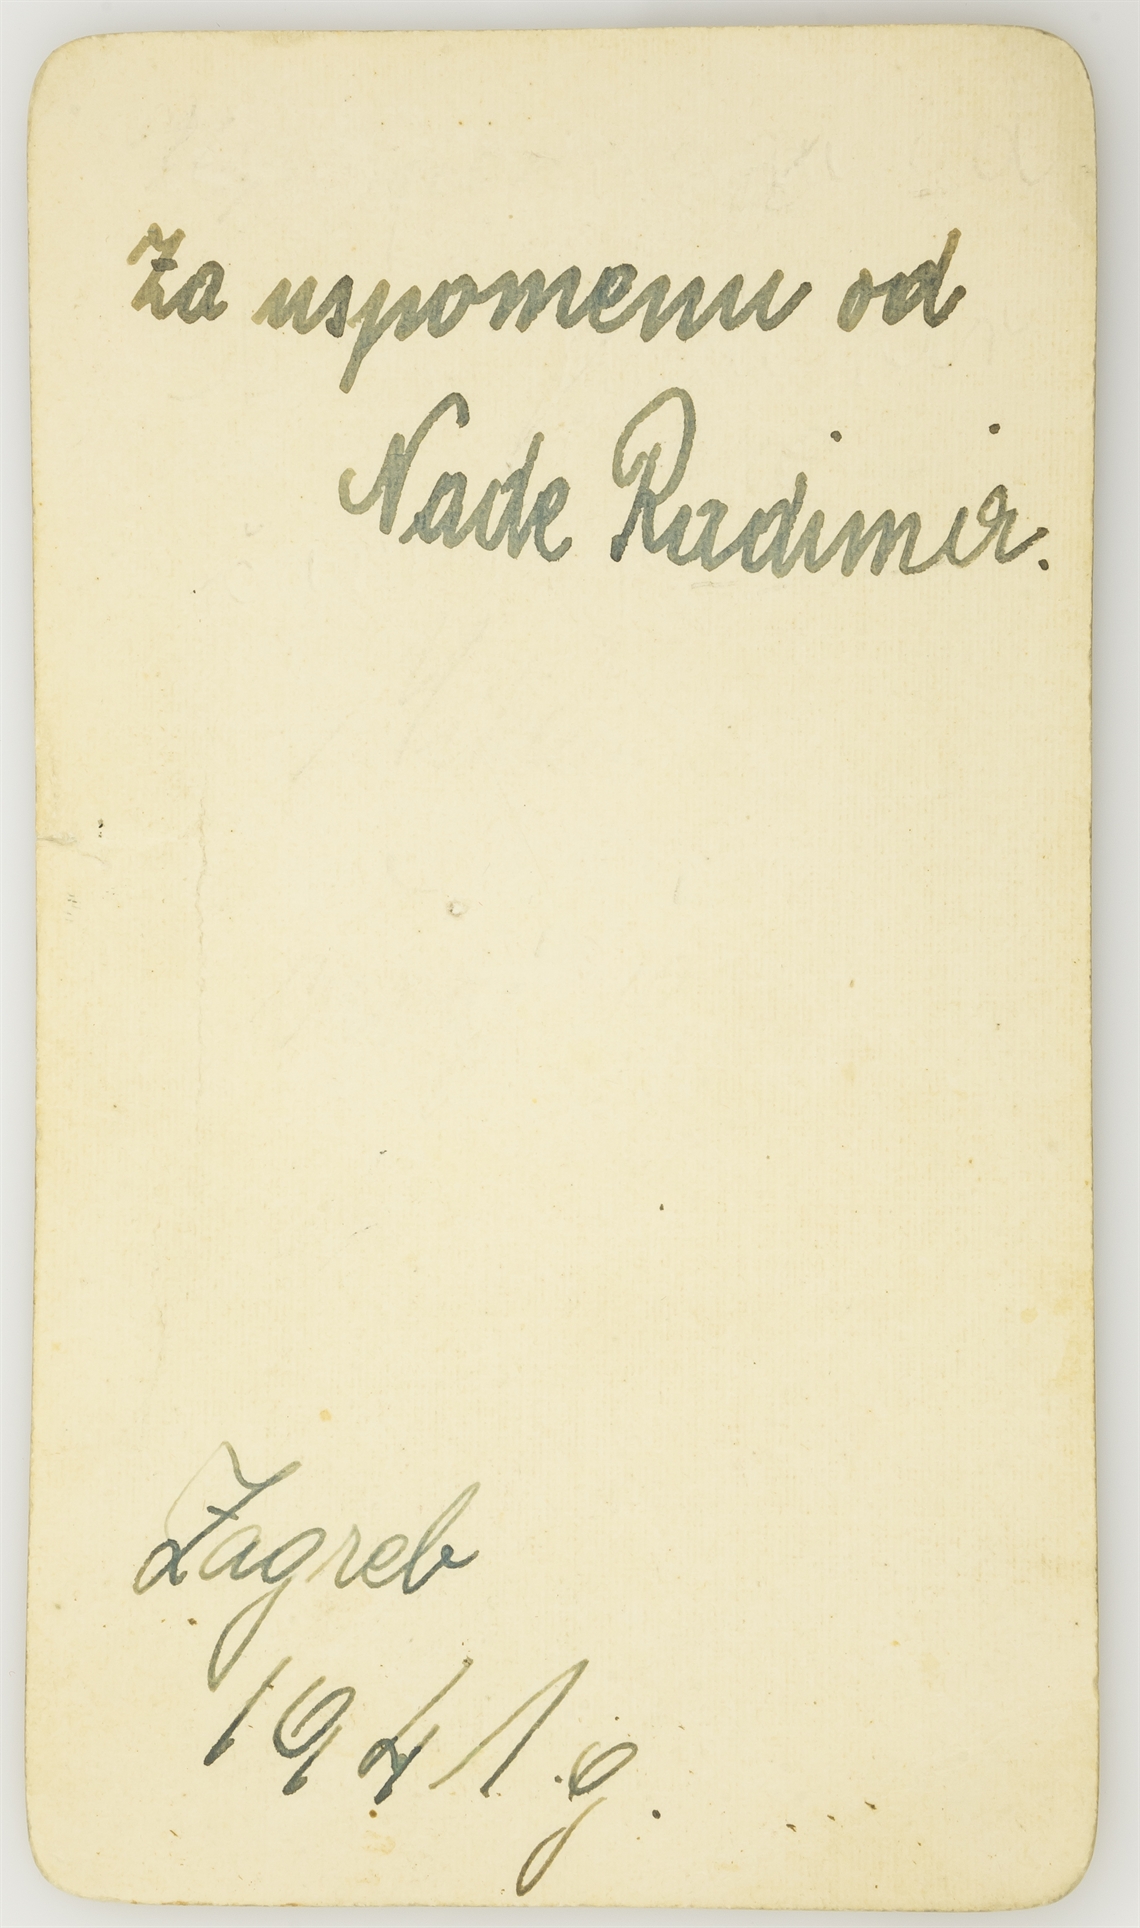 Za uspomenu od
Nade Radimir.
Zagreb
1941 g.